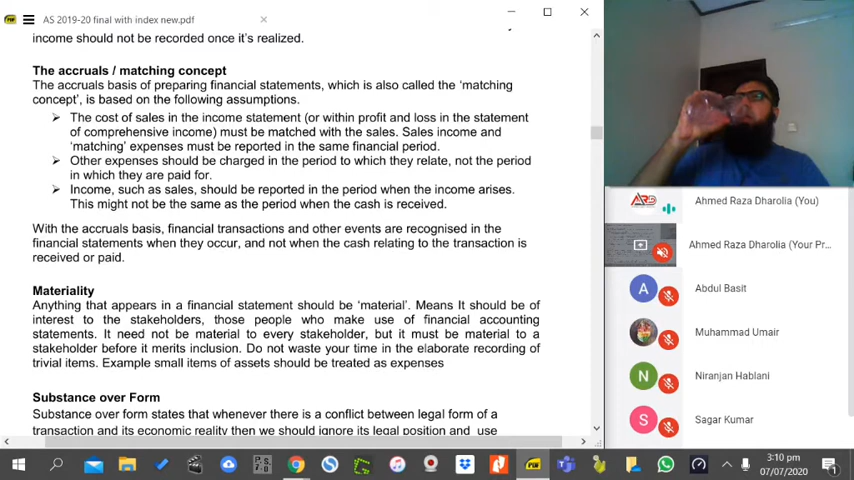 AS 2019-20 final with index new.pdf
income should not be recorded once it's realized.
The accruals / matching concept
The accruals basis of preparing financial statements, which is also called the 'matching
concept', is based on the following assumptions.
The cost of sales in the income statement (or within profit and loss in the statement
of comprehensive income) must be matched with the sales. Sales income and
'matching' expenses must be reported in the same financial period.
Other expenses should be charged in the period to which they relate, not the period
in which they are paid for.
Income, such as sales, should be reported in the period when the income arises.
This might not be the same as the period when the cash is received.
With the accruals basis, financial transactions and other events are recognised in the
financial statements when they occur, and not when the cash relating to the transaction is
received or paid.
Materiality
Anything that appears in a financial statement should be 'material'. Means It should be of
interest to the stakeholders, those people who make use of financial accounting
statements. It need not be material to every stakeholder, but it must be material to a
stakeholder before it merits inclusion. Do not waste your time in the elaborate recording of
trivial items. Example small items of assets should be treated as expenses
Substance over Form
Substance over form states that whenever there is a conflict between legal form of a
transaction and its economic reality then we should ignore its legal position and use
ARD
Ahmed Raza Dharolia (You)
Ahmed Raza Dharolia (Your Pr...
A
Abdul Basit
Muhammad Umair
N
Niranjan Hablani
S
Sagar Kumar
3:10 pm
07/07/2020